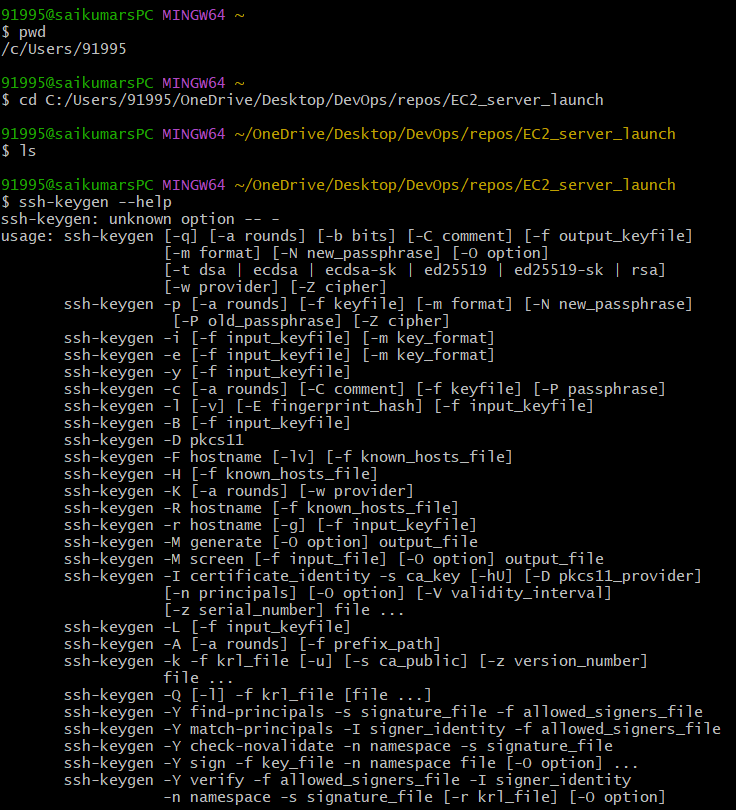 91995@saikumarsPC MINGW64 ~
$ pwd
/c/Users/91995

91995@saikumarsPC MINGW64 ~
$ cd C:/Users/91995/OneDrive/Desktop/DevOps/repos/EC2_server_launch

91995@saikumarsPC MINGW64 ~/OneDrive/Desktop/DevOps/repos/EC2_server_launch
$ ls

91995@saikumarsPC MINGW64 ~/OneDrive/Desktop/DevOps/repos/EC2_server_launch
$ ssh-keygen --help
ssh-keygen: unknown option -- -
usage: ssh-keygen [-q] [-a rounds] [-b bits] [-C comment] [-f output_keyfile]
                  [-m format] [-N new_passphrase] [-O option]
                  [-t dsa | ecdsa | ecdsa-sk | ed25519 | ed25519-sk | rsa]
                  [-w provider] [-Z cipher]
       ssh-keygen -p [-a rounds] [-f keyfile] [-m format] [-N new_passphrase]
                   [-P old_passphrase] [-Z cipher]
       ssh-keygen -i [-f input_keyfile] [-m key_format]
       ssh-keygen -e [-f input_keyfile] [-m key_format]
       ssh-keygen -y [-f input_keyfile]
       ssh-keygen -c [-a rounds] [-C comment] [-f keyfile] [-P passphrase]
       ssh-keygen -l [-v] [-E fingerprint_hash] [-f input_keyfile]
       ssh-keygen -B [-f input_keyfile]
       ssh-keygen -D pkcs11
       ssh-keygen -F hostname [-lv] [-f known_hosts_file]
       ssh-keygen -H [-f known_hosts_file]
       ssh-keygen -K [-a rounds] [-w provider]
       ssh-keygen -R hostname [-f known_hosts_file]
       ssh-keygen -r hostname [-g] [-f input_keyfile]
       ssh-keygen -M generate [-O option] output_file
       ssh-keygen -M screen [-f input_file] [-O option] output_file
       ssh-keygen -I certificate_identity -s ca_key [-hU] [-D pkcs11_provider]
                  [-n principals] [-O option] [-V validity_interval]
                  [-z serial_number] file ...
       ssh-keygen -L [-f input_keyfile]
       ssh-keygen -A [-a rounds] [-f prefix_path]
       ssh-keygen -k -f krl_file [-u] [-s ca_public] [-z version_number]
                  file ...
       ssh-keygen -Q [-l] -f krl_file [file ...]
       ssh-keygen -Y find-principals -s signature_file -f allowed_signers_file
       ssh-keygen -Y match-principals -I signer_identity -f allowed_signers_file
       ssh-keygen -Y check-novalidate -n namespace -s signature_file
       ssh-keygen -Y sign -f key_file -n namespace file [-O option] ...
       ssh-keygen -Y verify -f allowed_signers_file -I signer_identity
                  -n namespace -s signature_file [-r krl_file] [-O option]